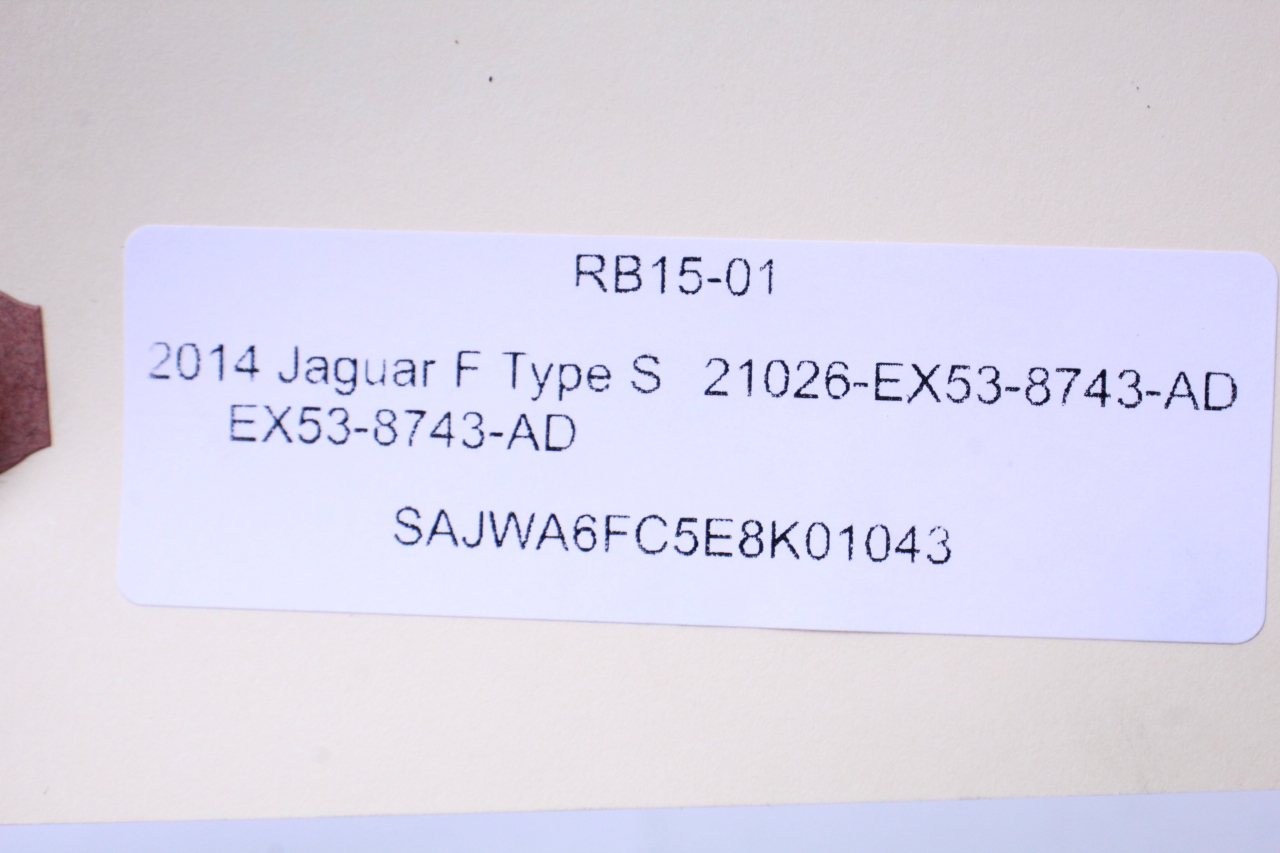 RB15-01
2014 Jaguar F Type S 21026-EX53-8743-AD
EX53-8743-AD
SAJWA6FC5E8K01043